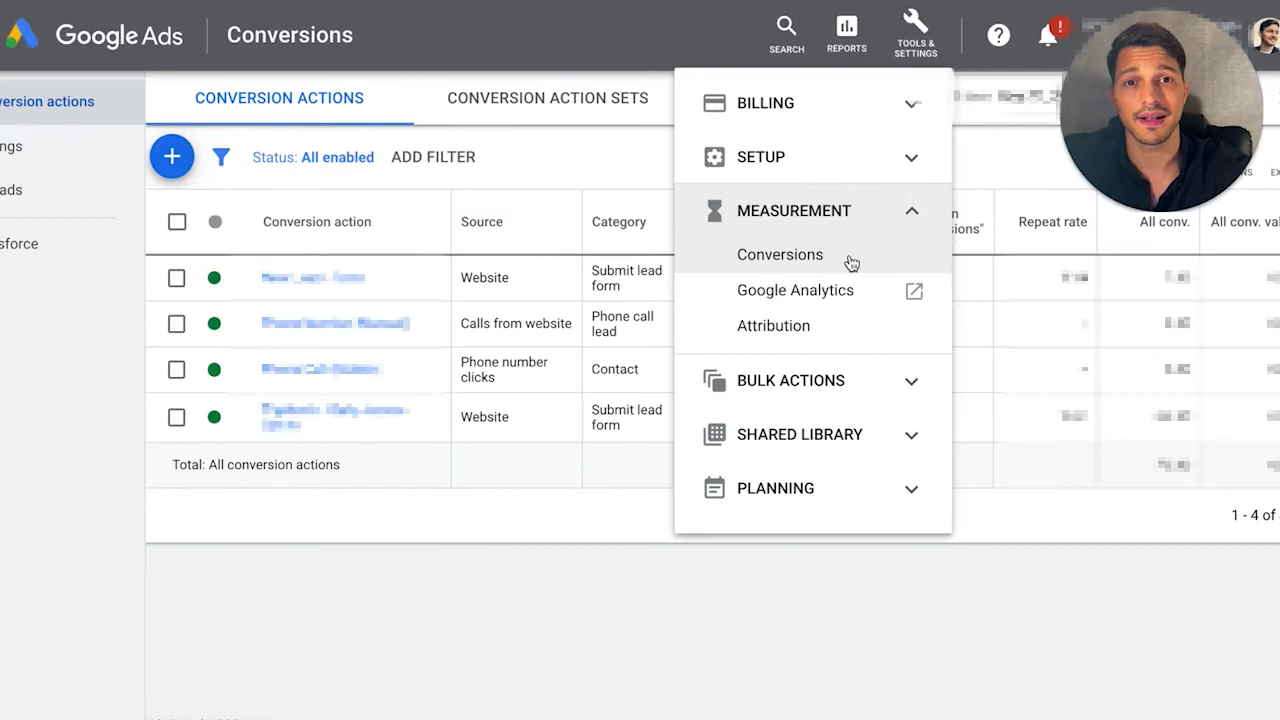 Google Ads
Conversions
SEARCH
REPORTS
TOOLS &
SETTINGS
?
!
version actions
ngs
ads
sforce
CONVERSION ACTIONS
CONVERSION ACTION SETS
+
Status: All enabled
ADD FILTER
Conversion action
Source
Category
n
sions"
Repeat rate
All conv.
All conv. val
Website
Submit lead
form
Calls from website
Phone call
lead
Phone number
clicks
Contact
Website
Submit lead
form
Total: All conversion actions
1 - 4 of
BILLING
SETUP
MEASUREMENT
Conversions
Google Analytics
Attribution
BULK ACTIONS
SHARED LIBRARY
PLANNING